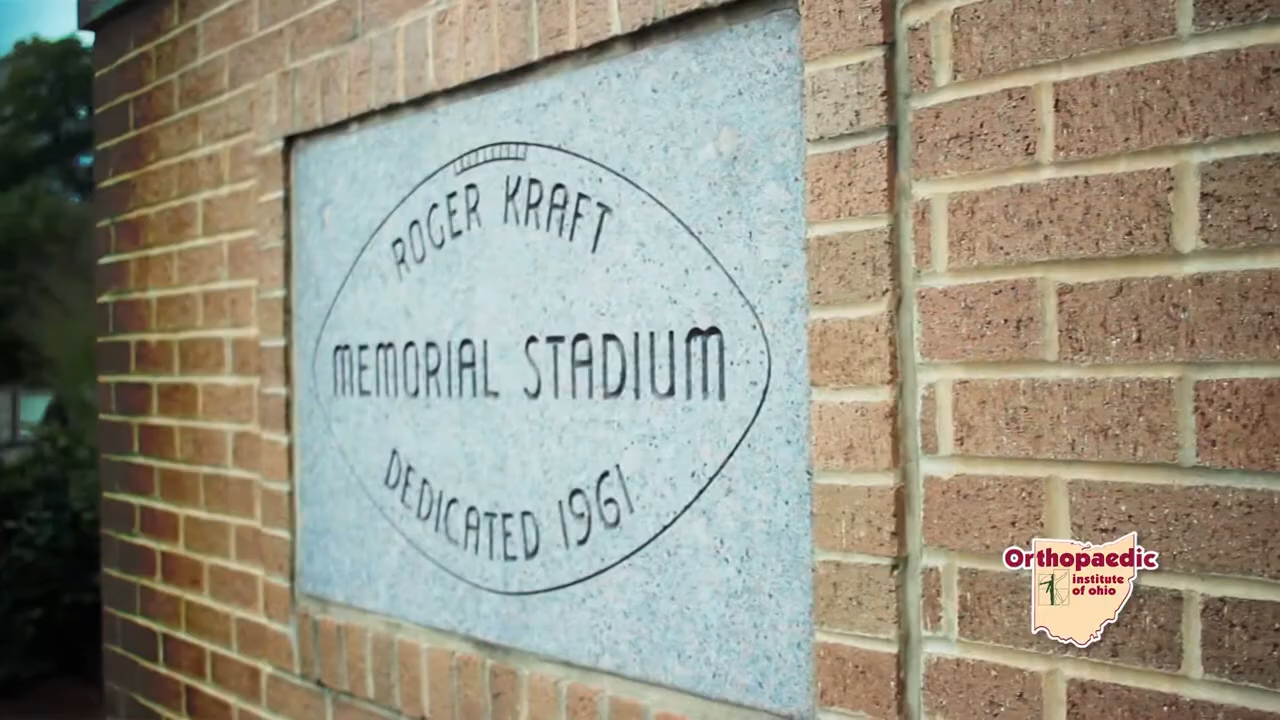 ROGER KRAFT
MEMORIAL STADIUM
DEDICATED 1961
Orthopaedic
institute
of ohio